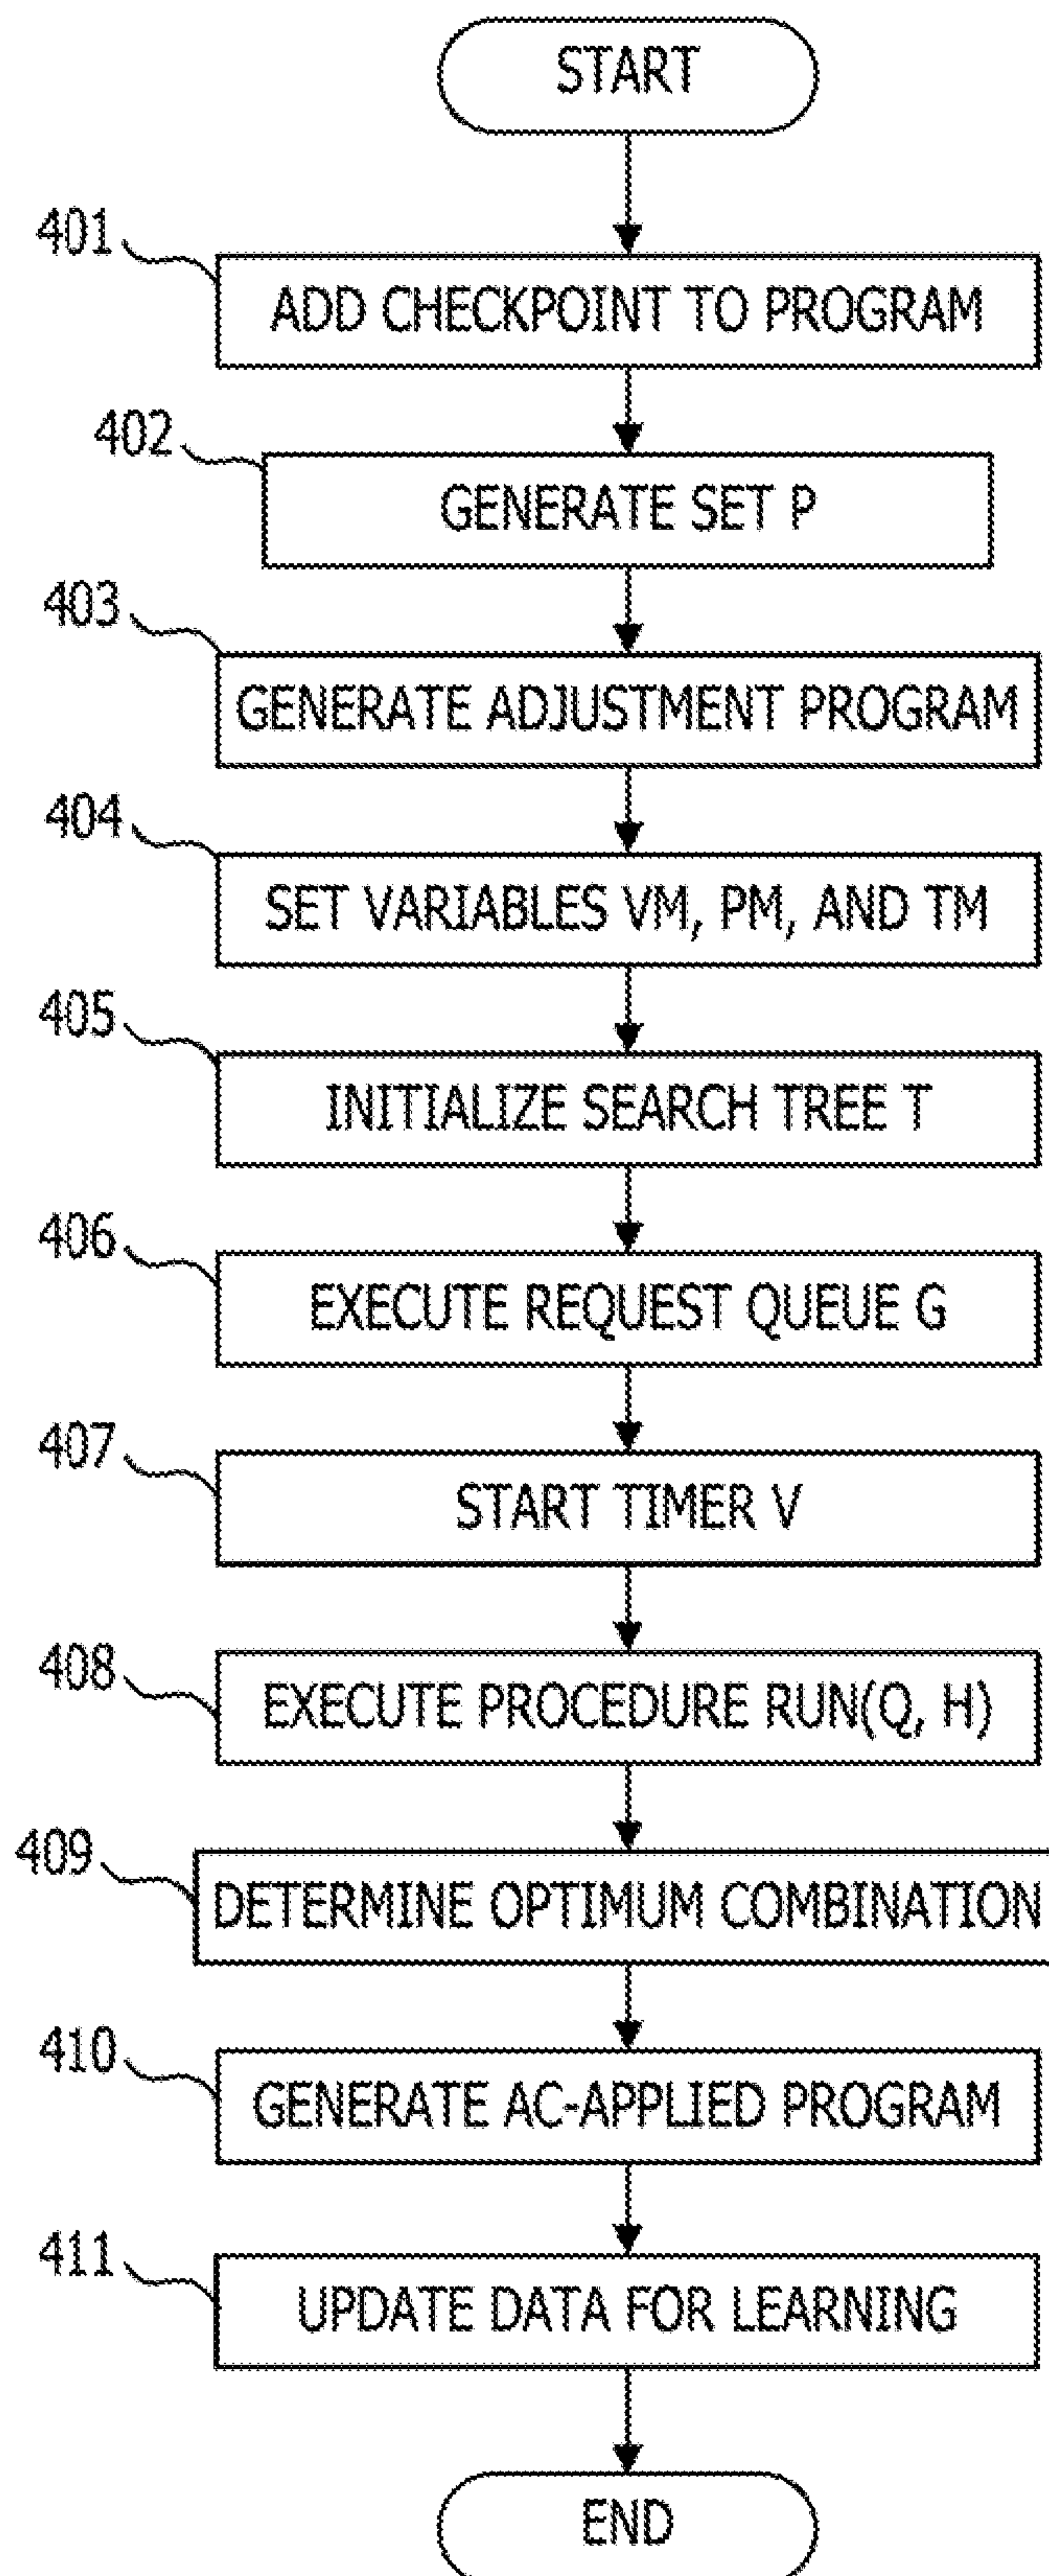 START
401
ADD CHECKPOINT TO PROGRAM
402
GENERATE SET P
403
GENERATE ADJUSTMENT PROGRAM
404
SET VARIABLES VM, PM, AND TM
405
INITIALIZE SEARCH TREE T
406
EXECUTE REQUEST QUEUE G
407
START TIMER V
408
EXECUTE PROCEDURE RUN(Q, H)
409
DETERMINE OPTIMUM COMBINATION
410
GENERATE AC-APPLIED PROGRAM
411
UPDATE DATA FOR LEARNING
END